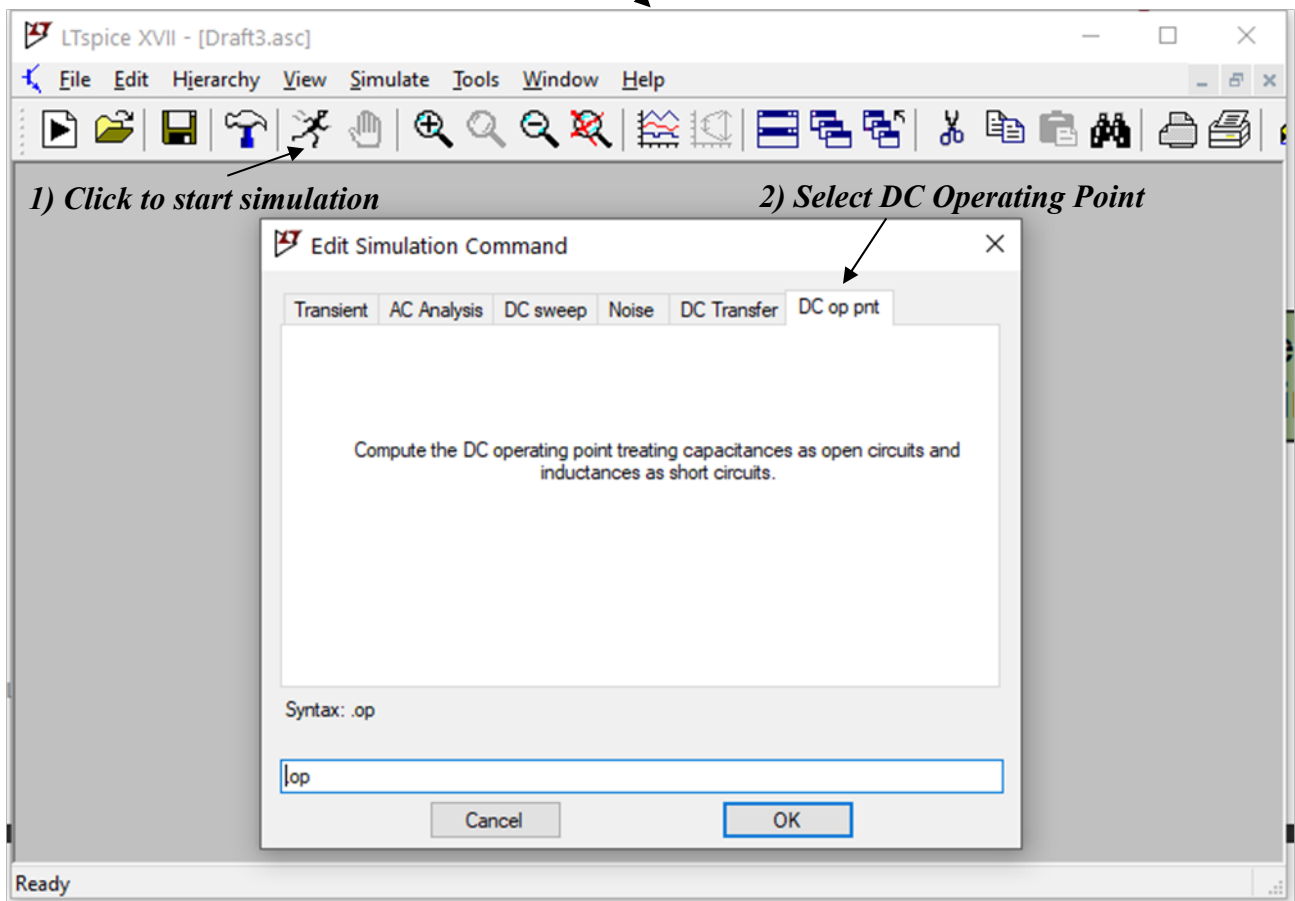 LTspice XVII - [Draft3.asc]
File Edit Hierarchy View Simulate Tools Window Help
1) Click to start simulation
2) Select DC Operating Point
Edit Simulation Command
Transient AC Analysis DC sweep Noise DC Transfer DC op pnt
Compute the DC operating point treating capacitances as open circuits and
inductances as short circuits.
Syntax: .op
.op
Cancel OK
Ready